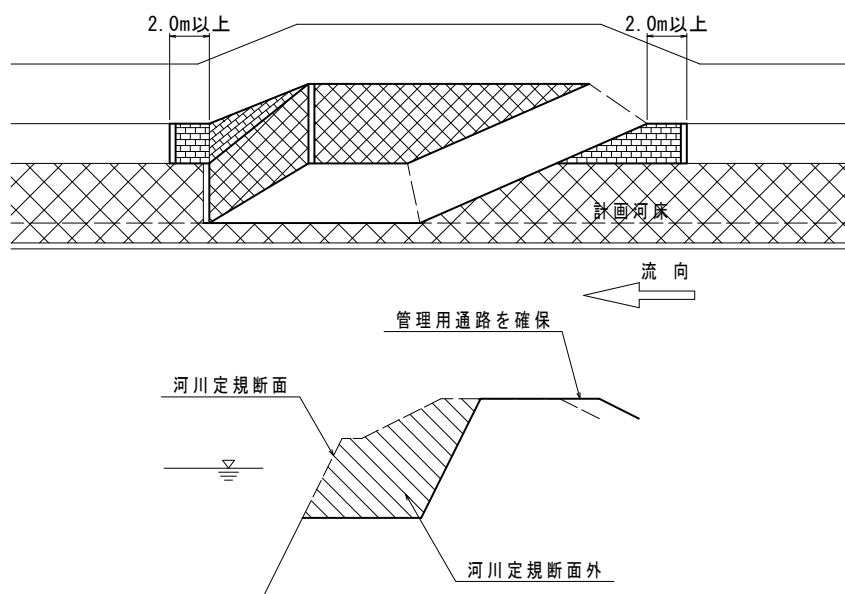 2.0m以上
2.0m以上
計画河床
流向
管理用通路を確保
河川定規断面
河川定規断面外